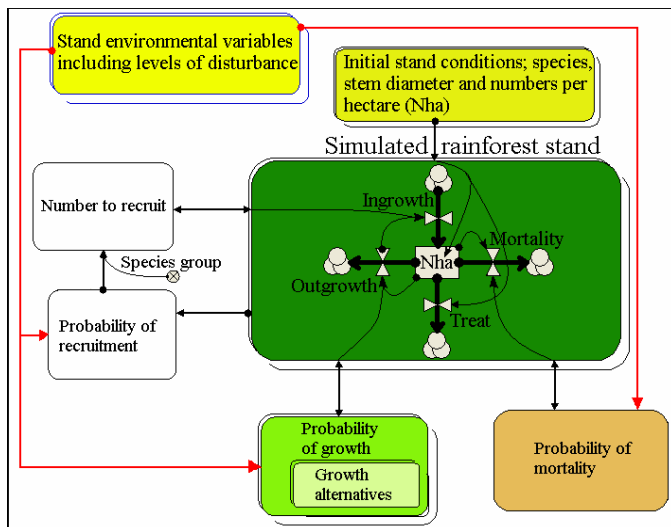 Stand environmental variables
including levels of disturbance
Initial stand conditions; species,
stem diameter and numbers per
hectare (Nha)
Simulated rainforest stand
Number to recruit
Ingrowth
Mortality
Species group
Nha
Outgrowth
Treat
Probability of
recruitment
Probability
of growth
Growth
alternatives
Probability of
mortality